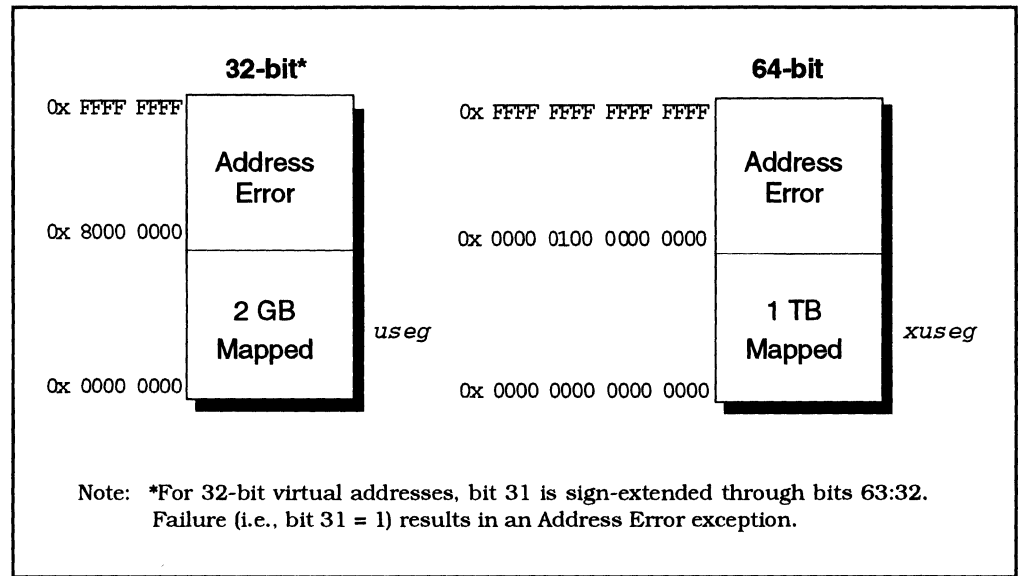 32-bit*
0x FFFF FFFF
Address
Error
0x 8000 0000
2 GB
Mapped
useg
0x 0000 0000
64-bit
0x FFFF FFFF FFFF FFFF
Address
Error
0x 0000 0100 0000 0000
1 TB
Mapped
xuseg
0x 0000 0000 0000 0000
Note: *For 32-bit virtual addresses, bit 31 is sign-extended through bits 63:32.
Failure (i.e., bit 31 = 1) results in an Address Error exception.